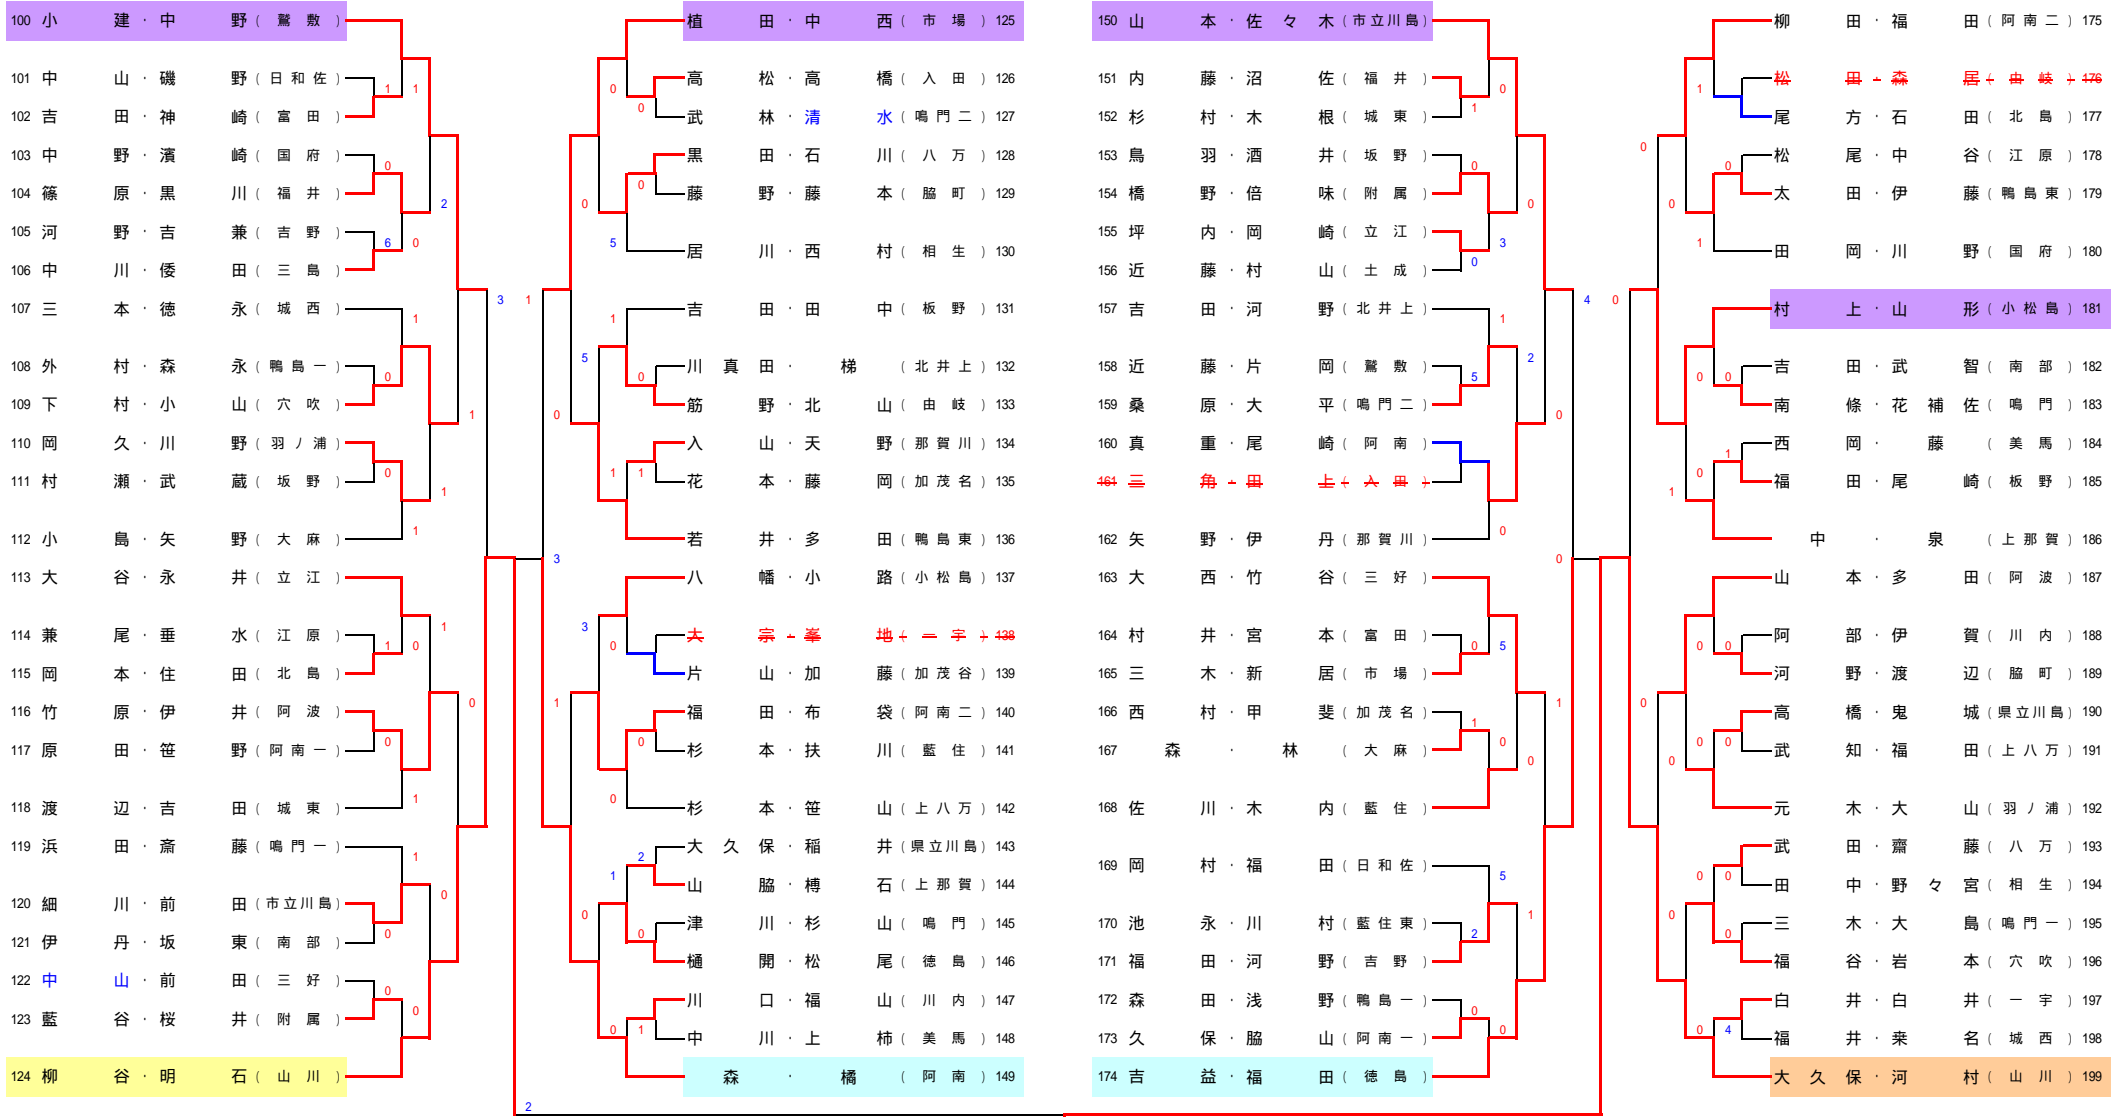 100 小建・中野（鷲敷）
101 中山・磯野（日和佐）
102 吉田・神崎（富田）
103 中野・濱崎（国府）
104 篠原・黒川（福井）
105 河野・吉兼（吉野）
106 中川・倭田（三島）
107 三本・徳永（城西）
108 外村・森永（鴨島一）
109 下村・小山（穴吹）
110 岡久・川野（羽ノ浦）
111 村瀬・武蔵（坂野）
112 小島・矢野（大麻）
113 大谷・永井（立江）
114 兼尾・垂水（江原）
115 岡本・住田（北島）
116 竹原・伊井（阿波）
117 原田・笹野（阿南一）
118 渡辺・吉田（城東）
119 浜田・斎藤（鳴門一）
120 細川・前田（市立川島）
121 伊丹・坂東（南部）
122 中山・前田（三好）
123 藍谷・桜井（附属）
124 柳谷・明石（山川）
植田・中西（市場） 125
高松・高橋（入田） 126
武林・清水（鳴門二） 127
黒田・石川（八万） 128
藤野・藤本（脇町） 129
居川・西村（相生） 130
吉田・田中（板野） 131
川真田・梯（北井上） 132
筋野・北山（由岐） 133
入山・天野（那賀川） 134
花本・藤岡（加茂名） 135
若井・多田（鴨島東） 136
八幡・小路（小松島） 137
大宗・峯地（一宇） 138
片山・加藤（加茂谷） 139
福田・布袋（阿南二） 140
杉本・扶川（藍住） 141
杉本・笹山（上八万） 142
大久保・稲井（県立川島） 143
山脇・榑石（上那賀） 144
津川・杉山（鳴門） 145
樋開・松尾（徳島） 146
川口・福山（川内） 147
中川・上柿（美馬） 148
森・橘（阿南） 149
150 山本・佐々木（市立川島）
151 内藤・沼佐（福井）
152 杉村・木根（城東）
153 鳥羽・酒井（坂野）
154 橋野・倍味（附属）
155 坪内・岡崎（立江）
156 近藤・村山（土成）
157 吉田・河野（北井上）
158 近藤・片岡（鷲敷）
159 桑原・大平（鳴門二）
160 真重・尾崎（阿南）
161 三角・田上（入田）
162 矢野・伊丹（那賀川）
163 大西・竹谷（三好）
164 村井・宮本（富田）
165 三木・新居（市場）
166 西村・甲斐（加茂名）
167 森・林（大麻）
168 佐川・木内（藍住）
169 岡村・福田（日和佐）
170 池永・川村（藍住東）
171 福田・河野（吉野）
172 森田・浅野（鴨島一）
173 久保・脇山（阿南一）
174 吉益・福田（徳島）
柳田・福田（阿南二） 175
松田・森居（由岐） 176
尾方・石田（北島） 177
松尾・中谷（江原） 178
太田・伊藤（鴨島東） 179
田岡・川野（国府） 180
村上・山形（小松島） 181
吉田・武智（南部） 182
南條・花補佐（鳴門） 183
西岡・藤（美馬） 184
福田・尾崎（板野） 185
中・泉（上那賀） 186
山本・多田（阿波） 187
阿部・伊賀（川内） 188
河野・渡辺（脇町） 189
高橋・鬼城（県立川島） 190
武知・福田（上八万） 191
元木・大山（羽ノ浦） 192
武田・齋藤（八万） 193
田中・野々宮（相生） 194
三木・大島（鳴門一） 195
福谷・岩本（穴吹） 196
白井・白井（一宇） 197
福井・桒名（城西） 198
大久保・河村（山川） 199